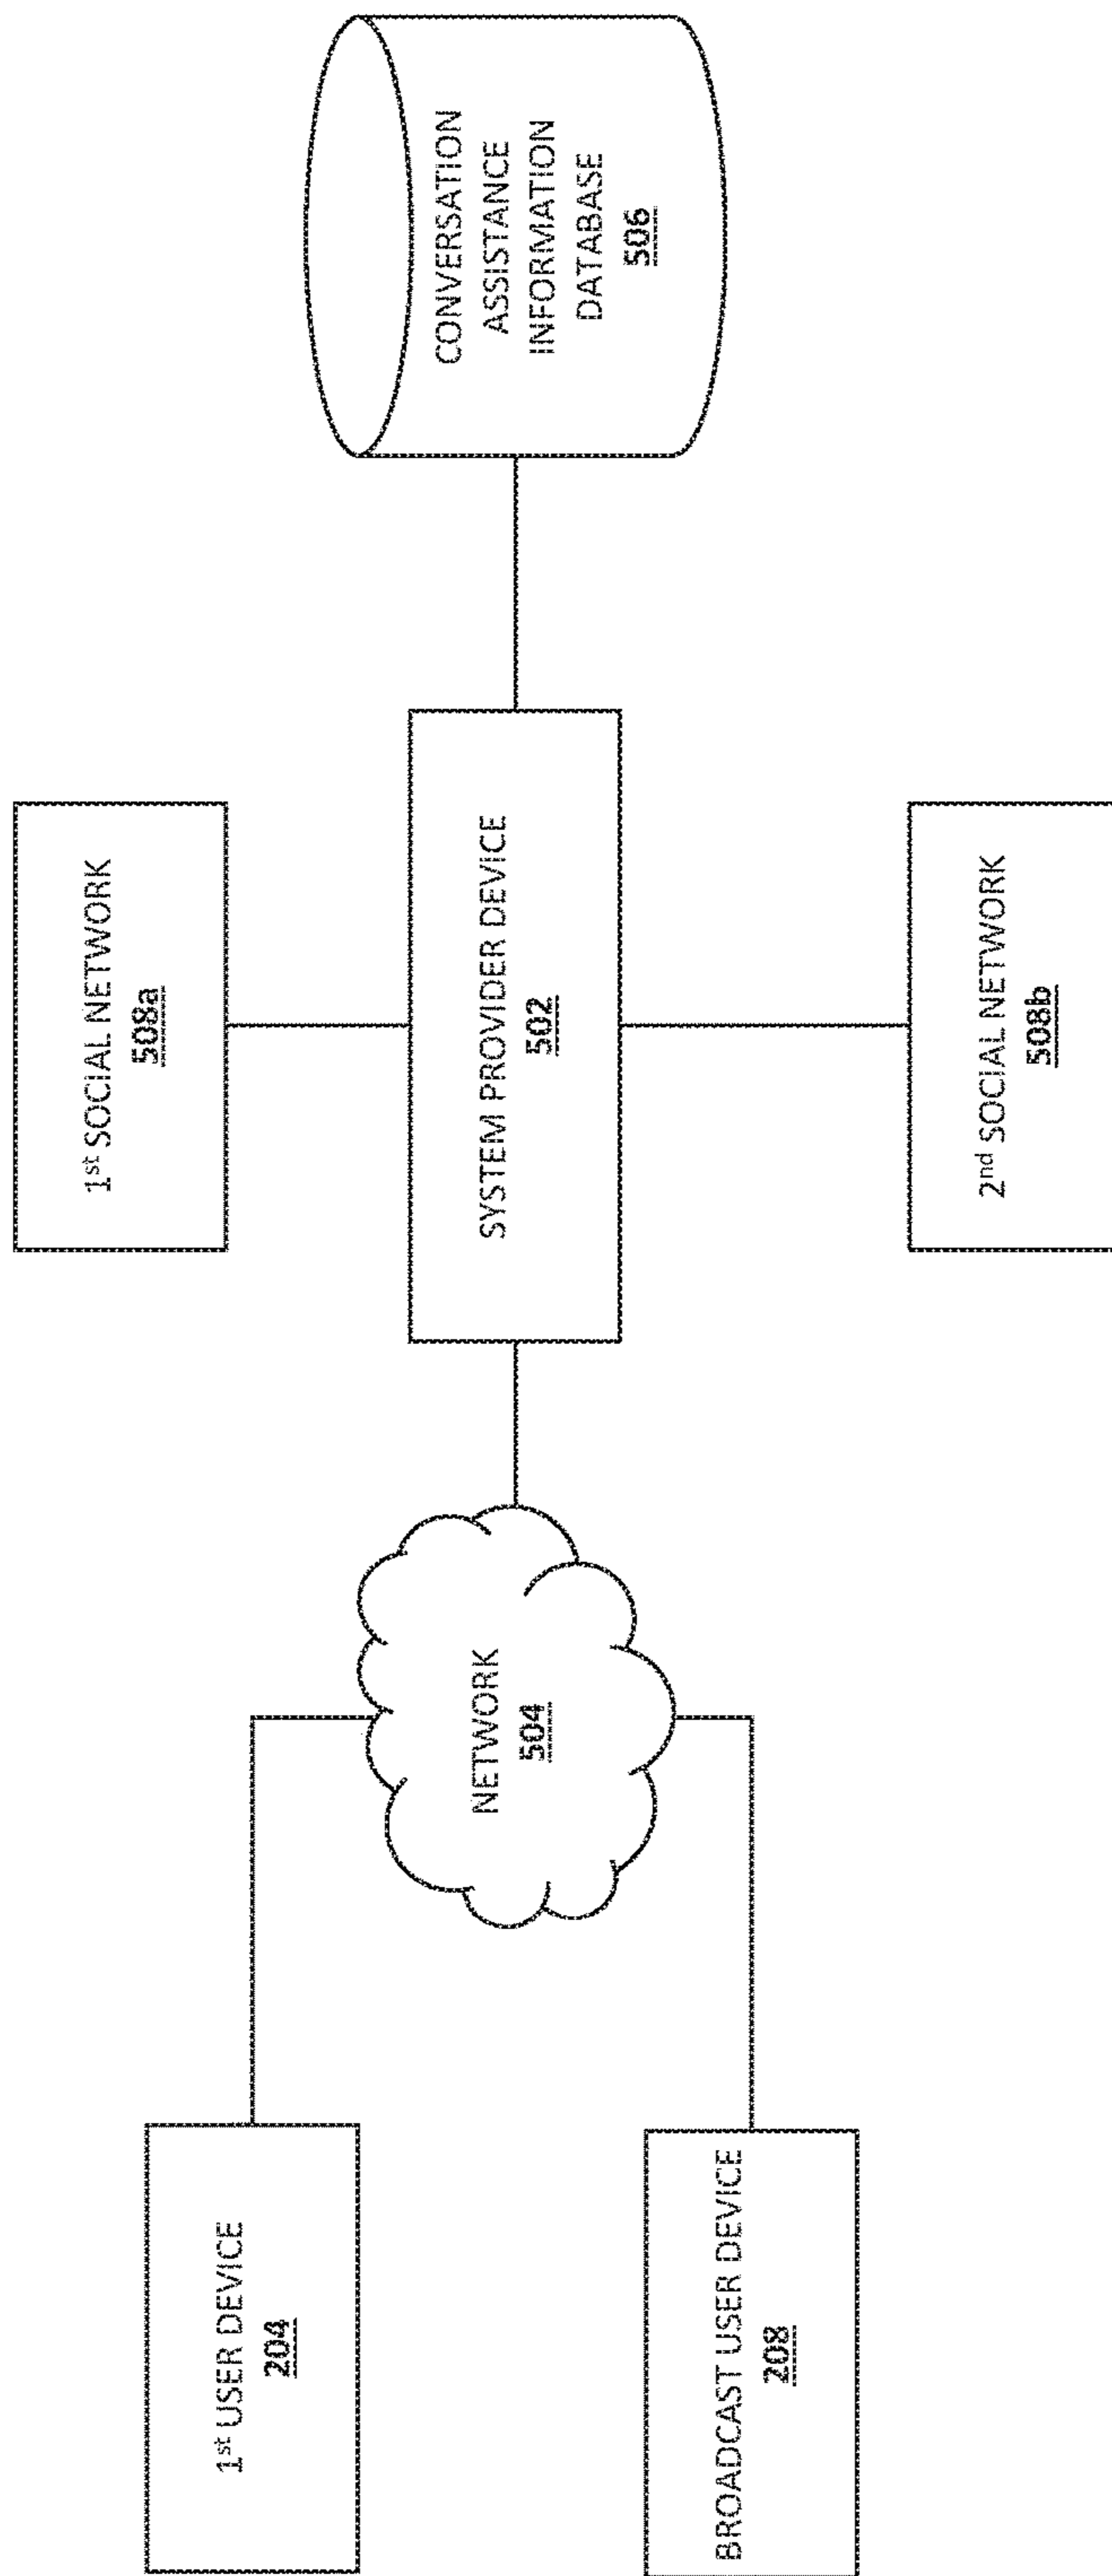 1st USER DEVICE
204
BROADCAST USER DEVICE
208
NETWORK
504
1st SOCIAL NETWORK
508a
SYSTEM PROVIDER DEVICE
502
2nd SOCIAL NETWORK
508b
CONVERSATION
ASSISTANCE
INFORMATION
DATABASE
506